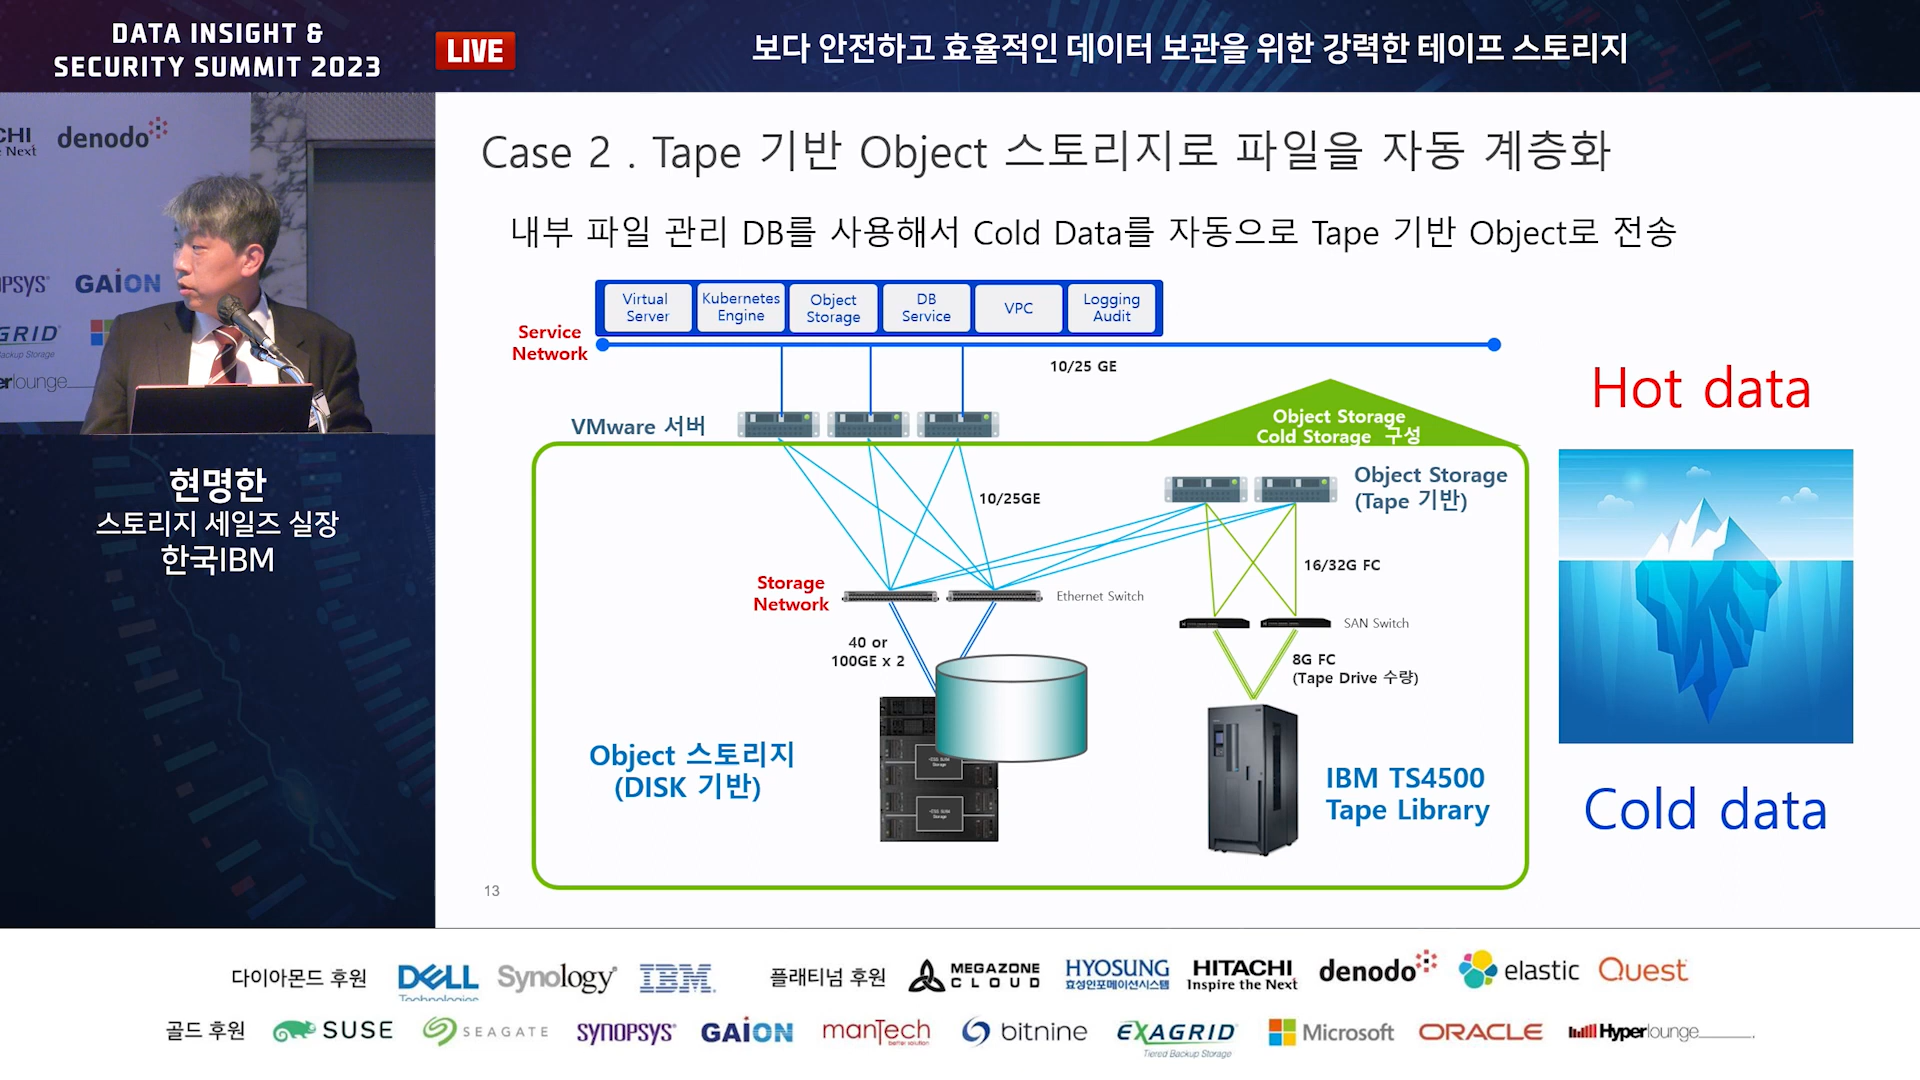 DATA INSIGHT &
SECURITY SUMMIT 2023
LIVE
보다 안전하고 효율적인 데이터 보관을 위한 강력한 테이프 스토리지
CHI
Next
denodo
OPSYS
GAION
GRID
Backup Storage
erlounge
현명한
스토리지 세일즈 실장
한국IBM
Case 2 . Tape 기반 Object 스토리지로 파일을 자동 계층화
내부 파일 관리 DB를 사용해서 Cold Data를 자동으로 Tape 기반 Object로 전송
Virtual
Server
Kubernetes
Engine
Object
Storage
DB
Service
VPC
Logging
Audit
Service
Network
10/25 GE
VMware 서버
Object Storage
Cold Storage 구성
Object Storage
(Tape 기반)
10/25GE
16/32G FC
Storage
Network
Ethernet Switch
SAN Switch
40 or
100GE x 2
8G FC
(Tape Drive 수량)
Object 스토리지
(DISK 기반)
IBM TS4500
Tape Library
Hot data
Cold data
13
다이아몬드 후원
DELL
Technologies
Synology
IBM
플래티넘 후원
MEGAZONE
CLOUD
HYOSUNG
효성인포메이션시스템
HITACHI
Inspire the Next
denodo
elastic
Quest
골드 후원
SUSE
SEAGATE
SYNOPSYS
GAION
manTech
better solution
bitnine
EXAGRID
Tiered Backup Storage
Microsoft
ORACLE
Hyperlounge